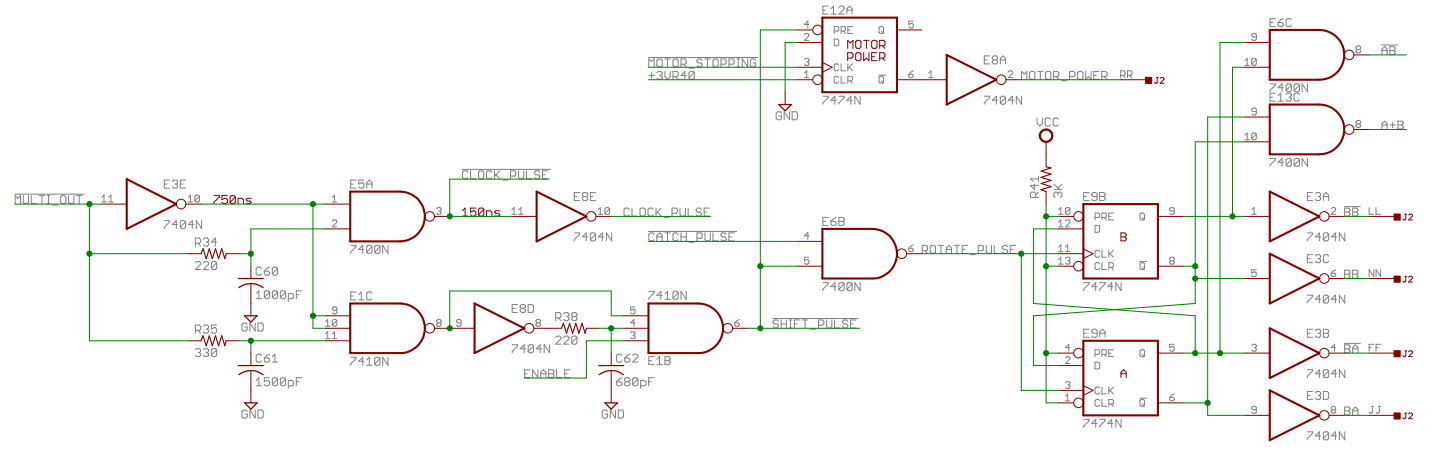 E12A
4 PRE Q 5
2 D MOTOR
POWER
MOTOR_STOPPING 3 CLK
+3VR40 1 CLR Q 6
7474N
GND
E8A
1 2 MOTOR_POWER RR J2
7404N
E6C
9
10
8 AB
7400N
E13C
9
10
8 A+B
7400N
VCC
R41
3K
E3E
MULTI_OUT 11 10 750ns
7404N
R34
220
C60
1000pF
GND
R35
330
C61
1500pF
GND
E5A
1
2
3
7400N
CLOCK_PULSE
150ns 11
E8E
10 CLOCK_PULSE
7404N
E1C
9
10
11
8
7410N
E8D
9 8
7404N
R38
220
C62
680pF
GND
ENABLE
7410N
5
4
3
6 SHIFT_PULSE
E1B
CATCH_PULSE 4
5
E6B
6 ROTATE_PULSE
7400N
E9B
10 PRE Q 9
12 D
B
11 CLK
13 CLR Q 8
7474N
E9A
4 PRE Q 5
2 D
A
3 CLK
1 CLR Q 6
7474N
E3A
1 2 BB LL J2
7404N
E3C
5 6 BB NN J2
7404N
E3B
3 4 BA FF J2
7404N
E3D
9 8 BA JJ J2
7404N